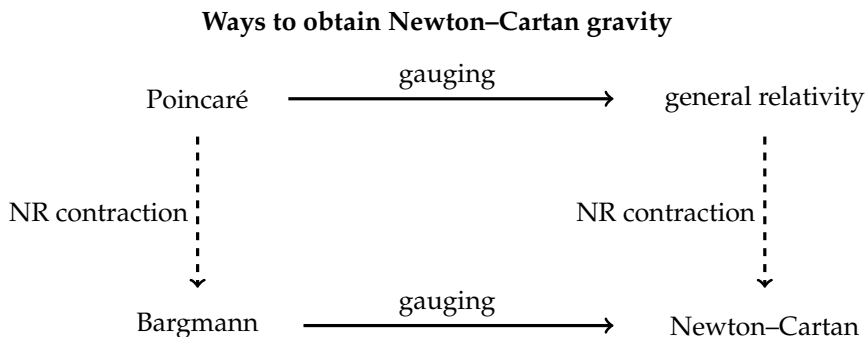 Ways to obtain Newton–Cartan gravity
gauging
Poincaré
general relativity
NR contraction
NR contraction
gauging
Bargmann
Newton–Cartan